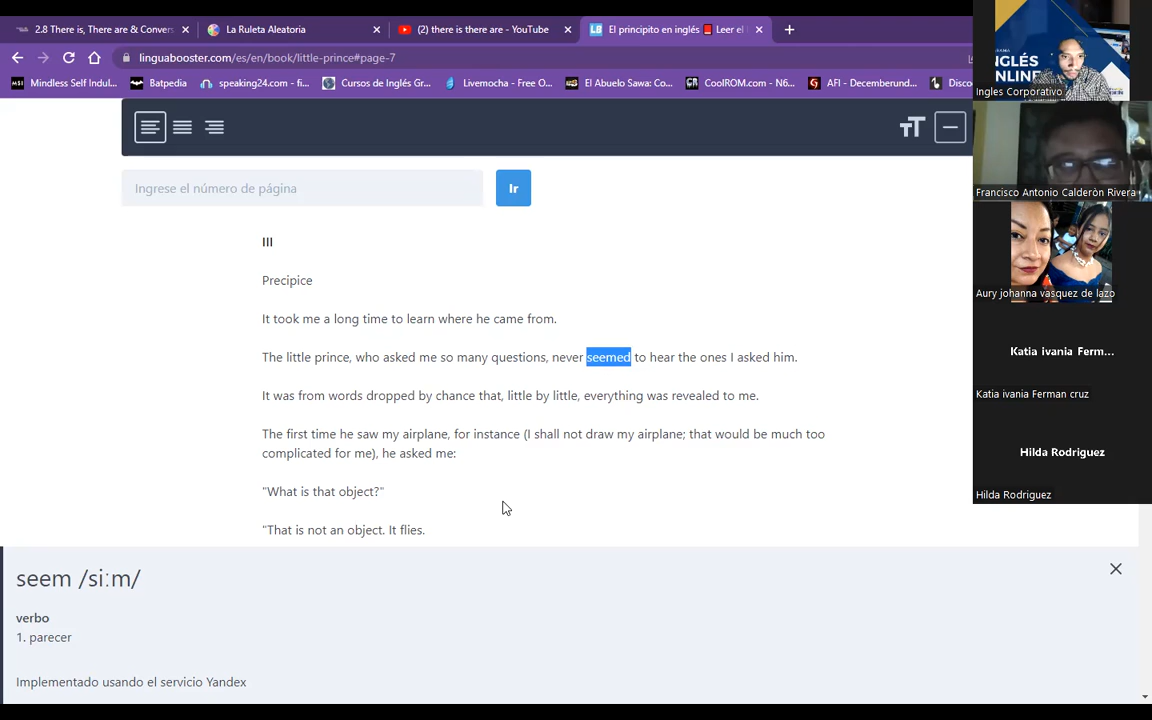 2.8 There is, There are & Convers
La Ruleta Aleatoria
(2) there is there are - YouTube
El principito en inglés 📕 Leer el l
linguabooster.com/es/en/book/little-prince#page-7
Mindless Self Indul...
Batpedia
speaking24.com - fi...
Cursos de Inglés Gr...
Livemocha - Free O...
El Abuelo Sawa: Co...
CoolROM.com - N6...
AFI - Decemberund...
Disco
Ingrese el número de página
Ir
III
Precipice
It took me a long time to learn where he came from.
The little prince, who asked me so many questions, never seemed to hear the ones I asked him.
It was from words dropped by chance that, little by little, everything was revealed to me.
The first time he saw my airplane, for instance (I shall not draw my airplane; that would be much too
complicated for me), he asked me:
"What is that object?"
"That is not an object. It flies.
seem /siːm/
verbo
1. parecer
Implementado usando el servicio Yandex
INGLÉS
NLINE
Ingles Corporativo
Francisco Antonio Calderòn Rivera
Aury johanna vasquez de lazo
Katia ivania Ferm...
Katia ivania Ferman cruz
Hilda Rodriguez
Hilda Rodriguez